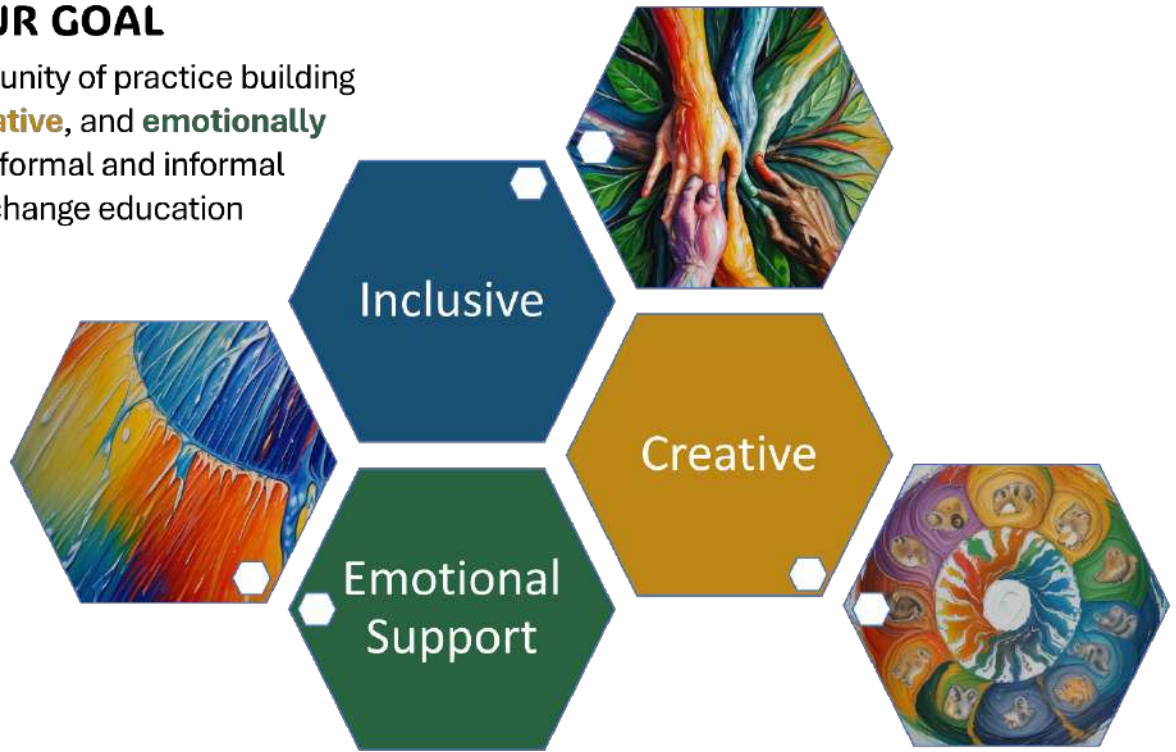 UR GOAL
unity of practice building
ative, and emotionally
formal and informal
change education
Inclusive
Creative
Emotional
Support